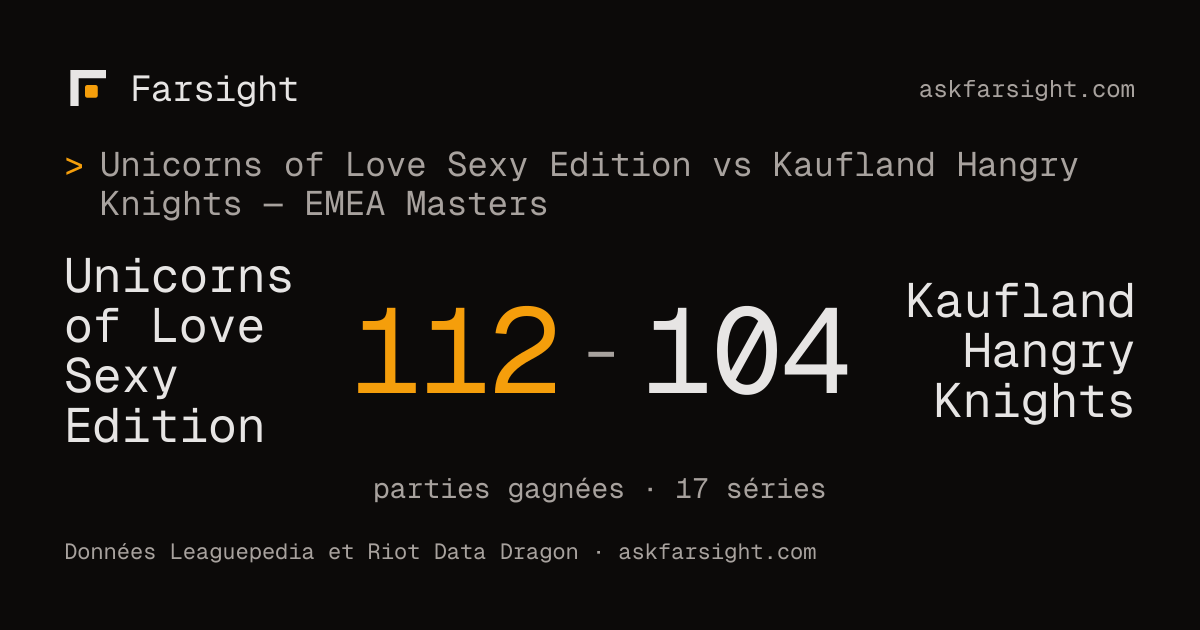 Farsight
askfarsight.com
> Unicorns of Love Sexy Edition vs Kaufland Hangry
Knights — EMEA Masters
Unicorns
of Love
Sexy
Edition
112 - 104
Kaufland
Hangry
Knights
parties gagnées · 17 séries
Données Leaguepedia et Riot Data Dragon · askfarsight.com